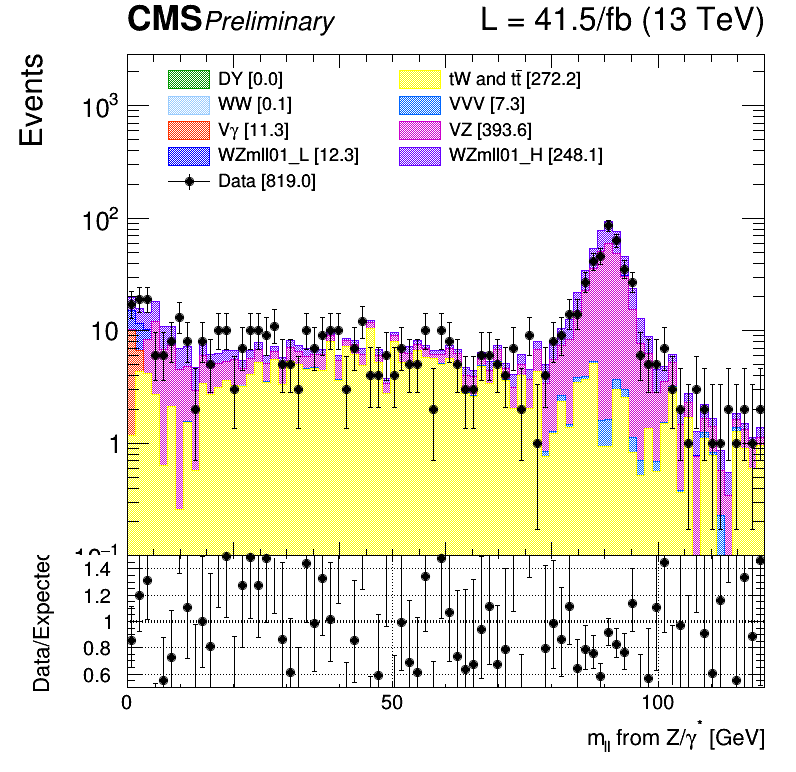 CMS Preliminary L = 41.5/fb (13 TeV)
Events
10³
10²
10
1
10⁻¹
DY [0.0]
tW and tt̄ [272.2]
WW [0.1]
VVV [7.3]
Vγ [11.3]
VZ [393.6]
WZmll01_L [12.3]
WZmll01_H [248.1]
Data [819.0]
Data/Expected
1.4
1.2
1
0.8
0.6
0 50 100
m_ll from Z/γ* [GeV]